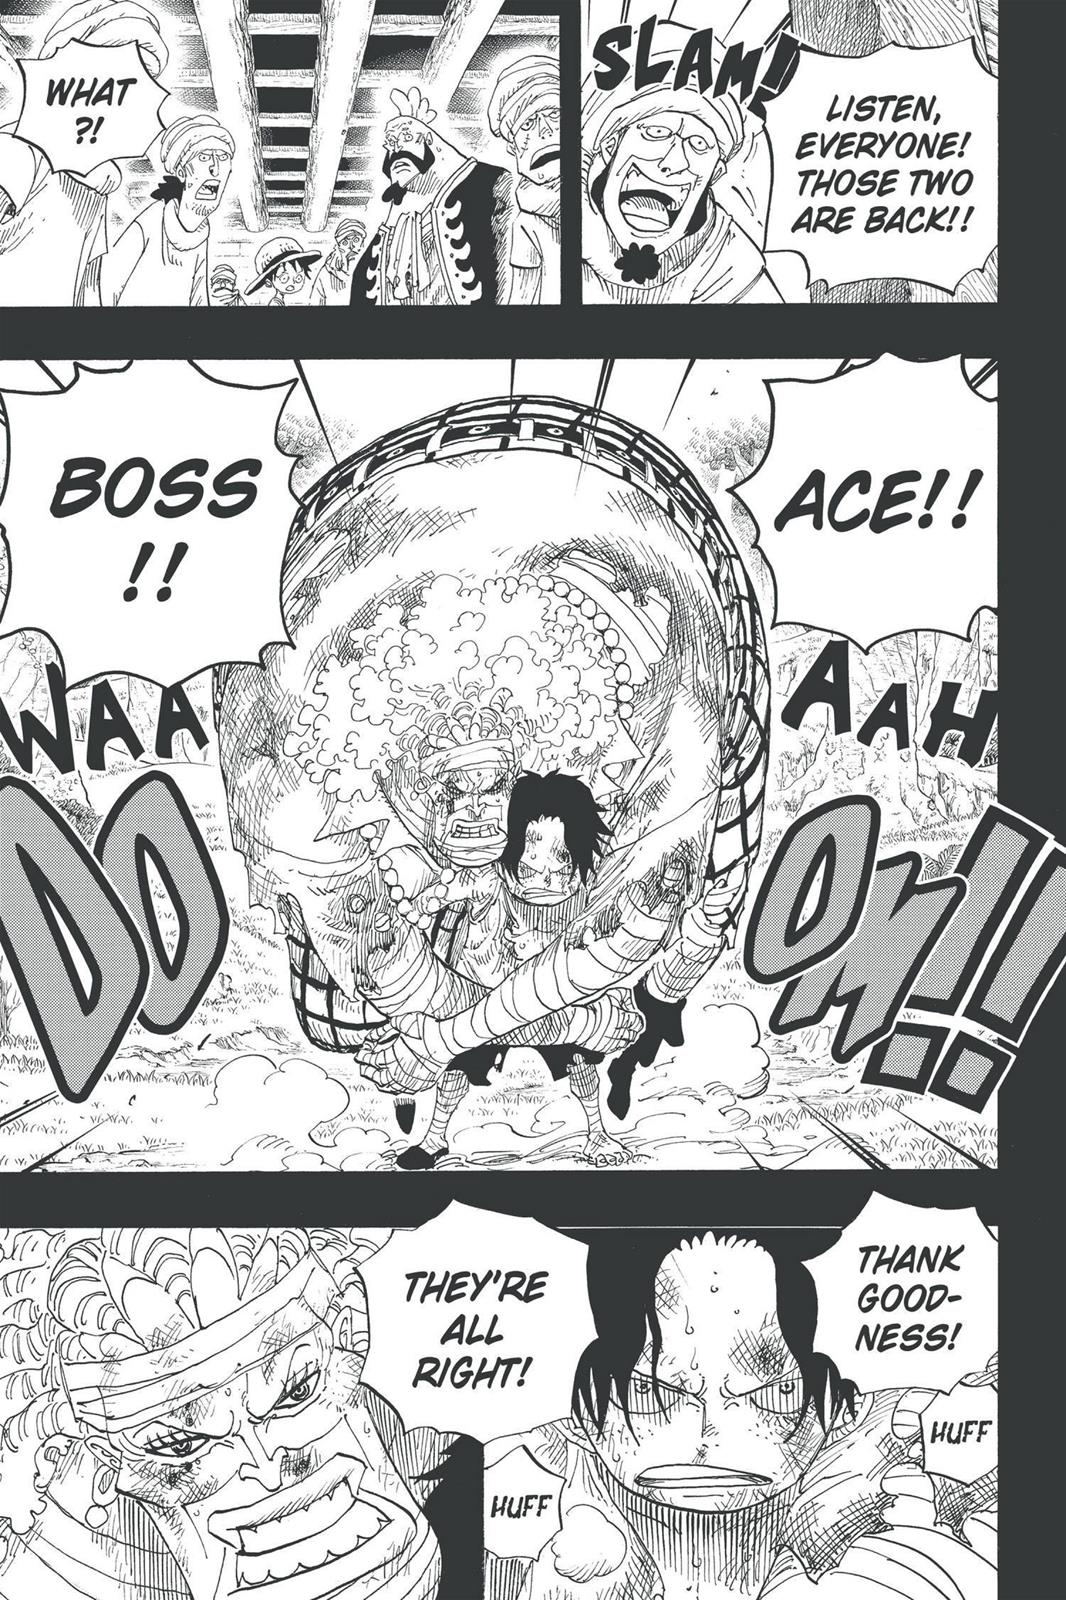 SLAM!
LISTEN,
EVERYONE!
THOSE TWO
ARE BACK!!
WHAT
?!
ACE!!
BOSS
!!
WAA
AAH
DO
OM!!
THANK
GOOD-
NESS!
HUFF
THEY'RE
ALL
RIGHT!
HUFF